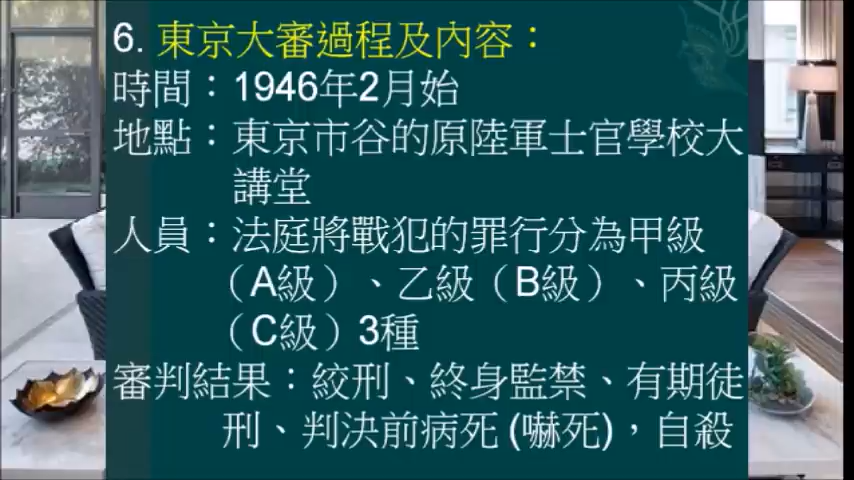 6. 東京大審過程及內容：
時間：1946年2月始
地點：東京市谷的原陸軍士官學校大
講堂
人員：法庭將戰犯的罪行分為甲級
（A級）、乙級（B級）、丙級
（C級）3種
審判結果：絞刑、終身監禁、有期徒
刑、判決前病死 (嚇死)，自殺